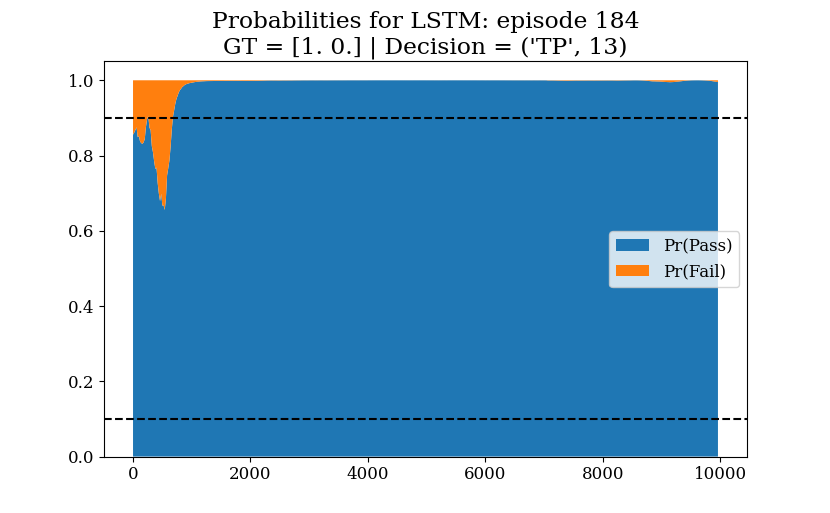 Probabilities for LSTM: episode 184
GT = [1. 0.] | Decision = ('TP', 13)
1.0
0.8
0.6
0.4
0.2
0.0
Pr(Pass)
Pr(Fail)
0 2000 4000 6000 8000 10000